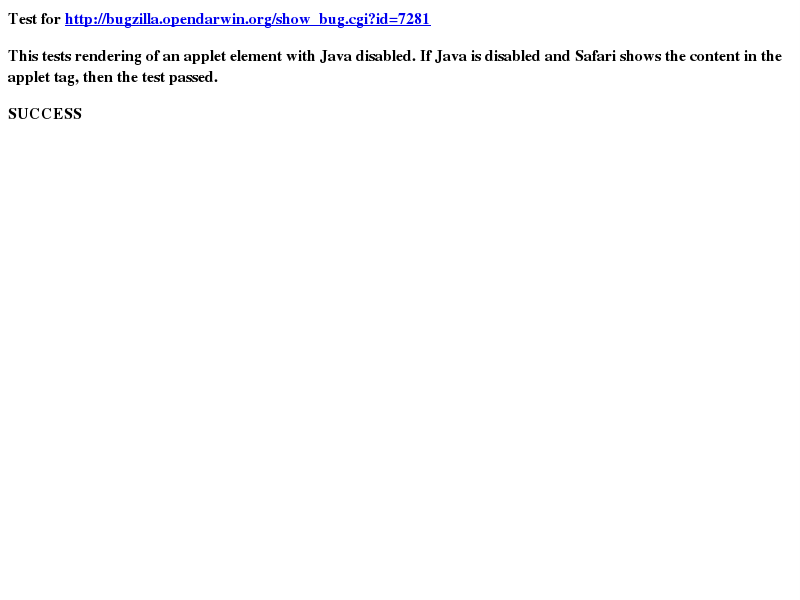 Test for http://bugzilla.opendarwin.org/show_bug.cgi?id=7281
This tests rendering of an applet element with Java disabled. If Java is disabled and Safari shows the content in the
applet tag, then the test passed.
SUCCESS